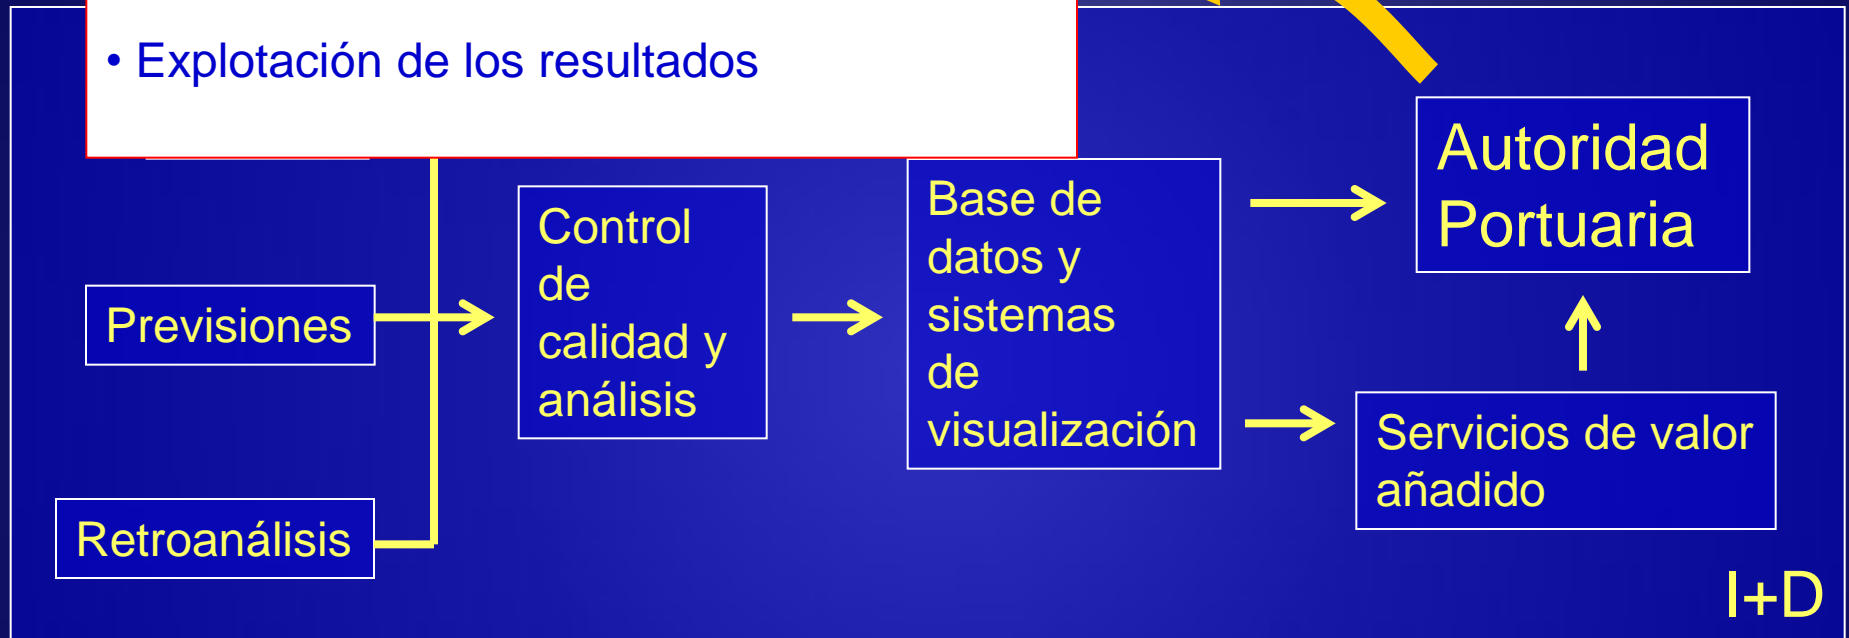 • Explotación de los resultados
Autoridad
Portuaria
Base de
datos y
sistemas
de
visualización
Control
de
calidad y
análisis
Previsiones
Servicios de valor
añadido
Retroanálisis
I+D